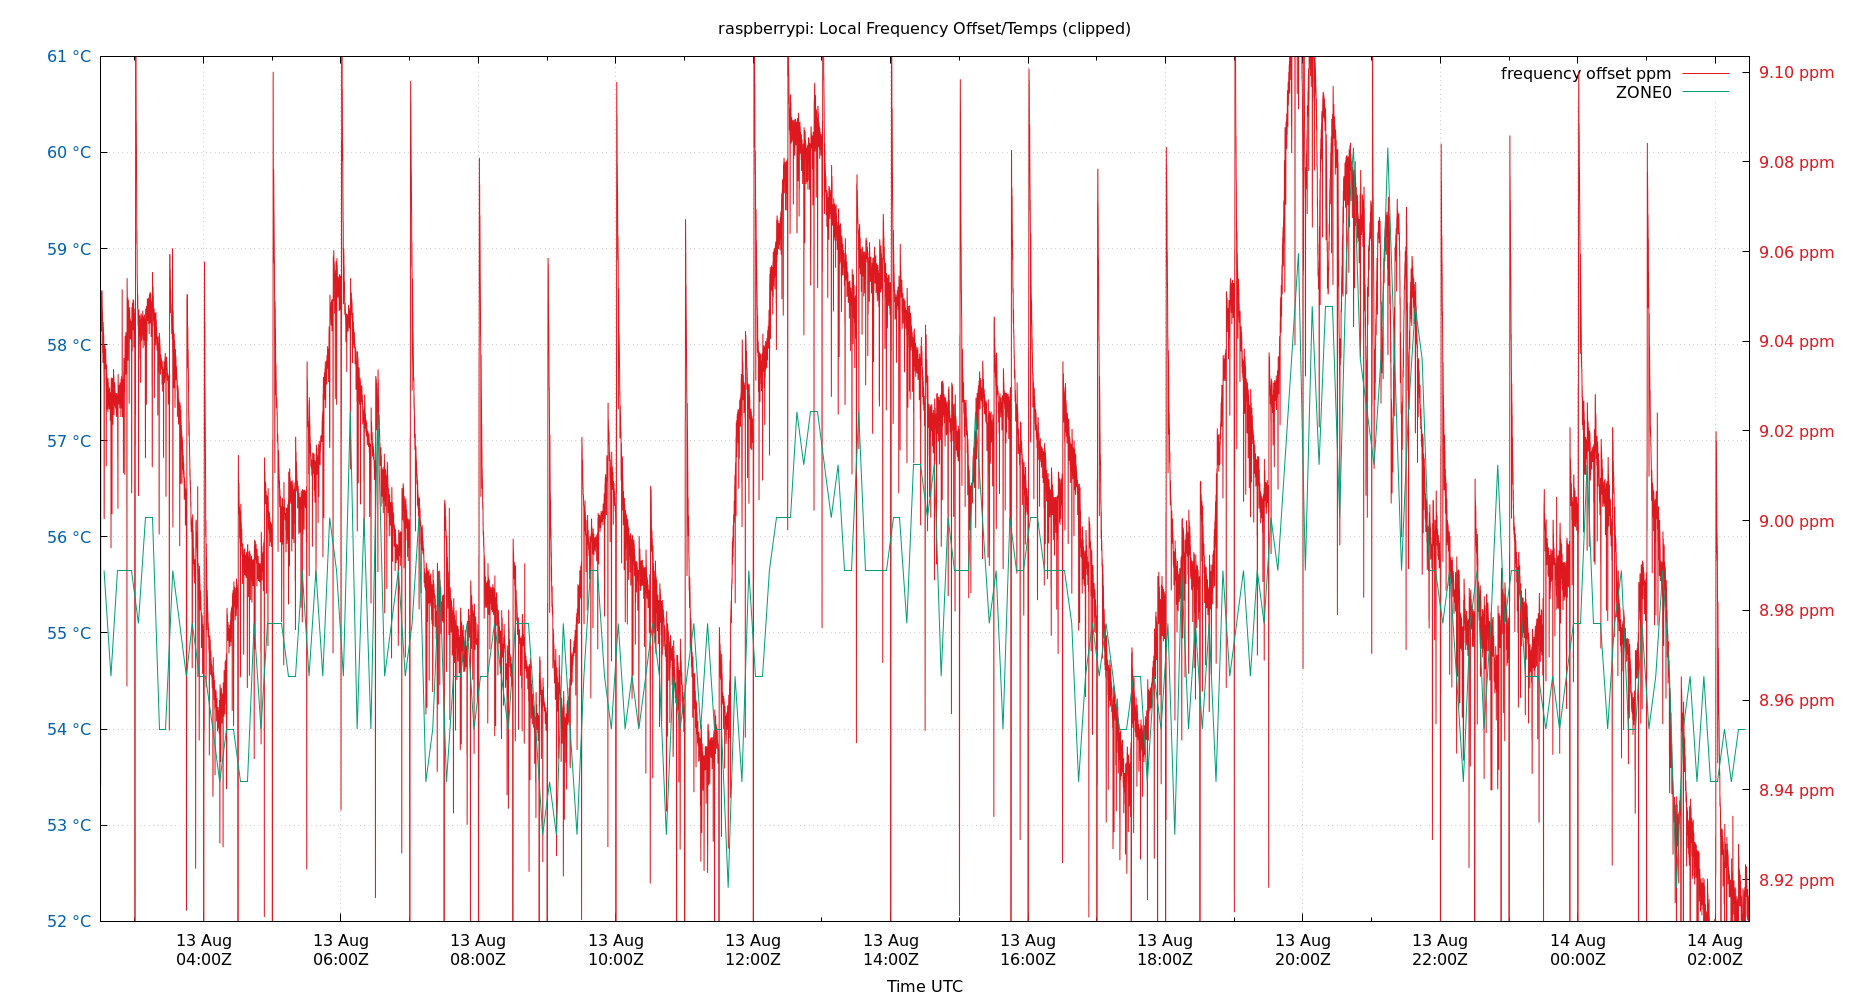 raspberrypi: Local Frequency Offset/Temps (clipped)
61 °C
60 °C
59 °C
58 °C
57 °C
56 °C
55 °C
54 °C
53 °C
52 °C
frequency offset ppm
ZONE0
9.10 ppm
9.08 ppm
9.06 ppm
9.04 ppm
9.02 ppm
9.00 ppm
8.98 ppm
8.96 ppm
8.94 ppm
8.92 ppm
13 Aug 13 Aug 13 Aug 13 Aug 13 Aug 13 Aug 13 Aug 13 Aug 13 Aug 13 Aug 14 Aug 14 Aug
04:00Z 06:00Z 08:00Z 10:00Z 12:00Z 14:00Z 16:00Z 18:00Z 20:00Z 22:00Z 00:00Z 02:00Z
Time UTC